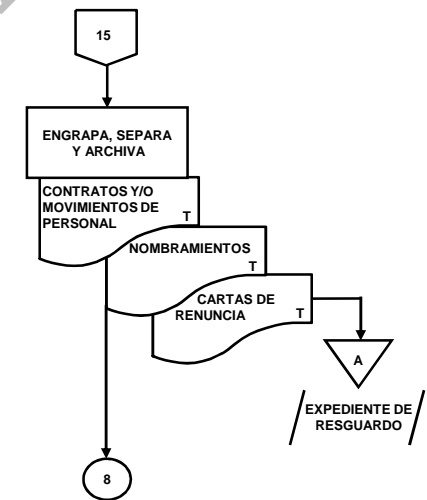 15
ENGRAPA, SEPARA
Y ARCHIVA
CONTRATOS Y/O
MOVIMIENTOS DE
PERSONAL
T
NOMBRAMIENTOS
T
CARTAS DE
RENUNCIA
T
A
EXPEDIENTE DE
RESGUARDO
8